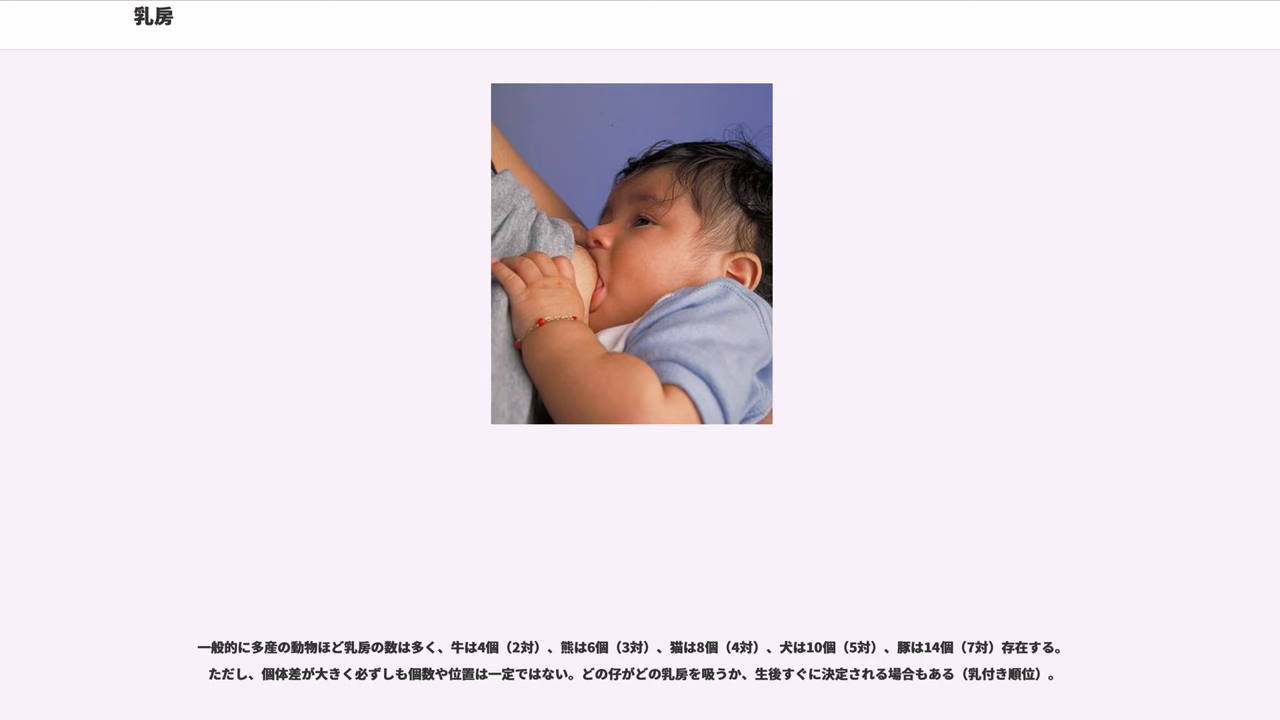 乳房
一般的に多産の動物ほど乳房の数は多く、牛は4個（2対）、熊は6個（3対）、猫は8個（4対）、犬は10個（5対）、豚は14個（7対）存在する。
ただし、個体差が大きく必ずしも個数や位置は一定ではない。どの仔がどの乳房を吸うか、生後すぐに決定される場合もある（乳付き順位）。